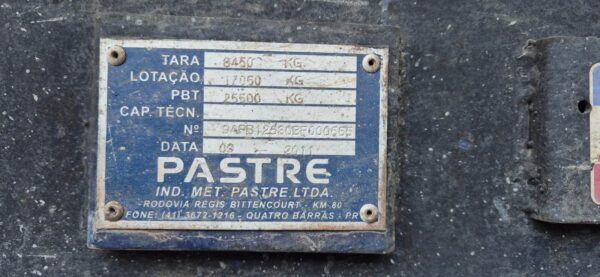 TARA 8450 KG
LOTAÇÃO 17050 KG
PBT 25500 KG
CAP. TÉCN.
Nº
DATA 03 - 2011
PASTRE
IND. MET. PASTRE LTDA.
RODOVIA REGIS BITTENCOURT - KM-80
FONE: (41) 3672-1216 - QUATRO BARRAS - PR